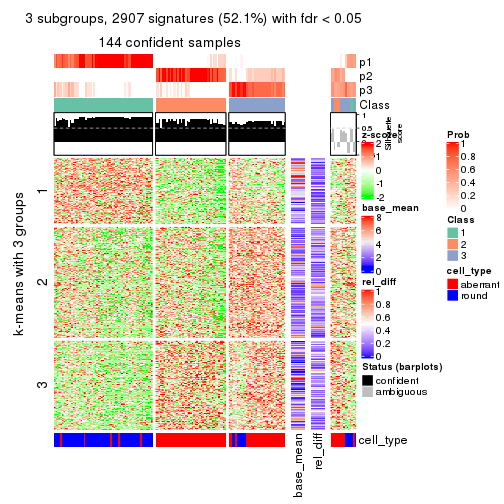 3 subgroups, 2907 signatures (52.1%) with fdr < 0.05
144 confident samples
p1
p2
p3
Class
1
0.5
0
Silhouette
score
k-means with 3 groups
1
2
3
cell_type
base_mean
rel_diff
z-score
2
1
0
-1
-2
base_mean
8
6
4
2
0
rel_diff
1
0.8
0.6
0.4
0.2
0
Status (barplots)
confident
ambiguous
Prob
1
0.8
0.6
0.4
0.2
0
Class
1
2
3
cell_type
aberrant
round